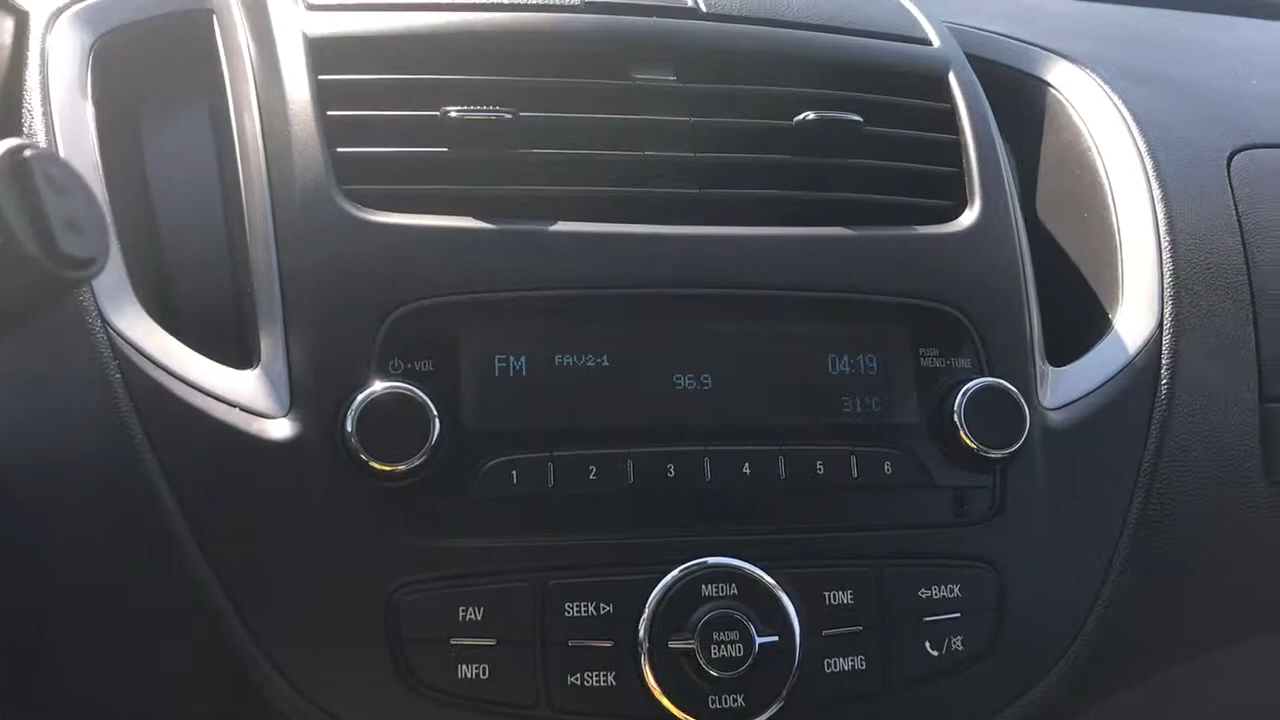 VOL
PUSH
MENU•TUNE
FM FAV2-1 04:19
96.9
31°C
1 2 3 4 5 6
FAV
INFO
SEEK
SEEK
MEDIA
RADIO
BAND
CLOCK
TONE
CONFIG
BACK
/